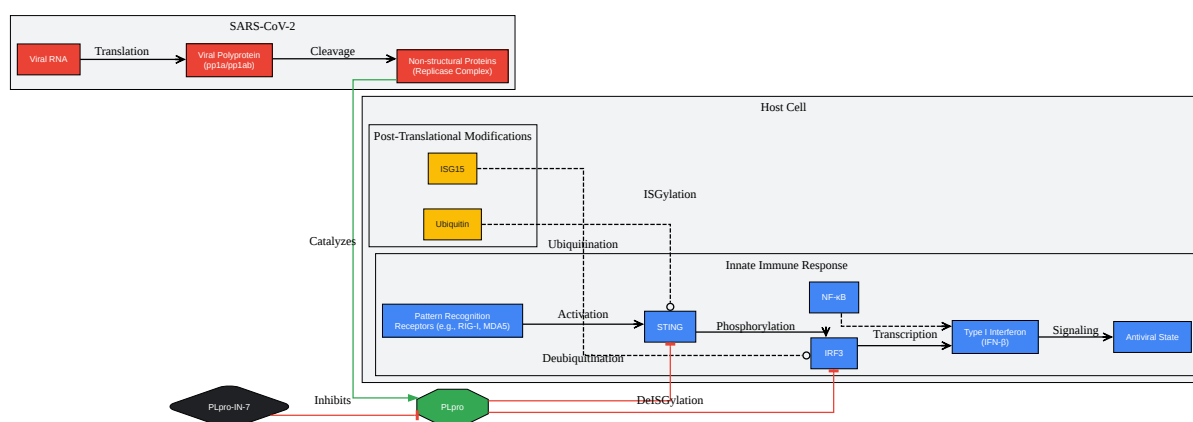 SARS-CoV-2
Viral RNA
Translation
Viral Polyprotein
(pp1a/pp1ab)
Cleavage
Non-structural Proteins
(Replicase Complex)
Host Cell
Post-Translational Modifications
ISG15
ISGylation
Ubiquitin
Catalyzes
Ubiquitination
Innate Immune Response
NF-κB
Pattern Recognition
Receptors (e.g., RIG-I, MDA5)
Activation
STING
Phosphorylation
IRF3
Transcription
Type I Interferon
(IFN-β)
Signaling
Antiviral State
Deubiquitination
PLpro-IN-7
Inhibits
PLpro
DeISGylation